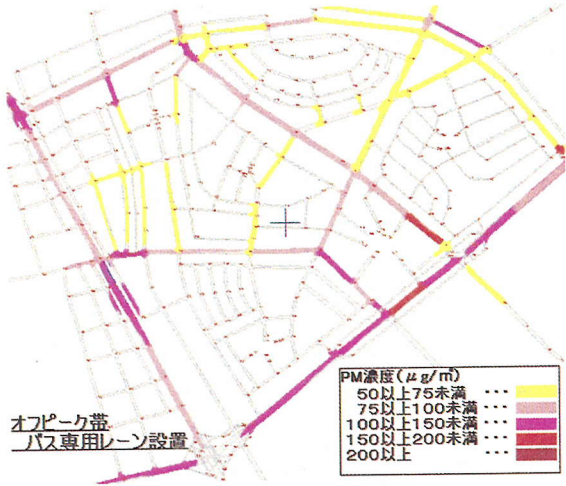 PM濃度(μg/㎥)
50以上75未満 ・・・
75以上100未満 ・・・
100以上150未満 ・・・
150以上200未満 ・・・
200以上 ・・・
オフピーク帯
バス専用レーン設置